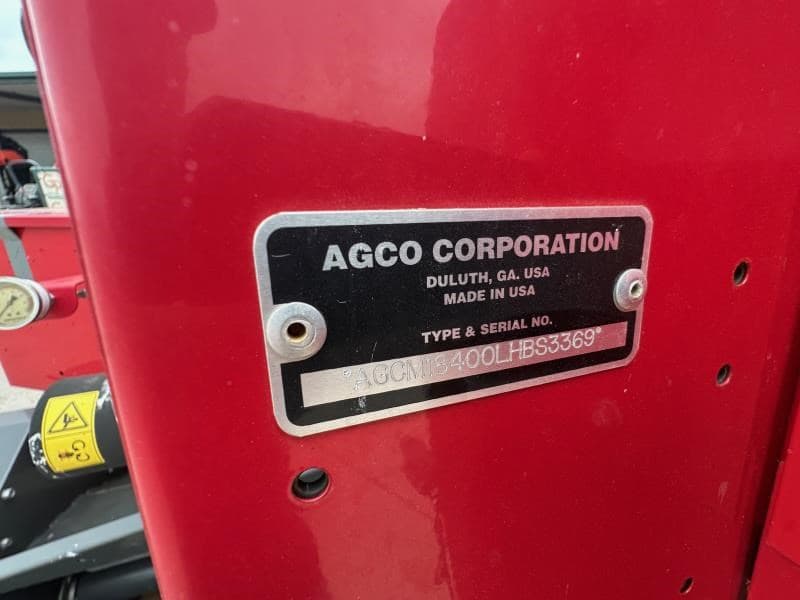 AGCO CORPORATION
DULUTH, GA. USA
MADE IN USA
TYPE & SERIAL NO.
*AGCM18400LHBS3369*